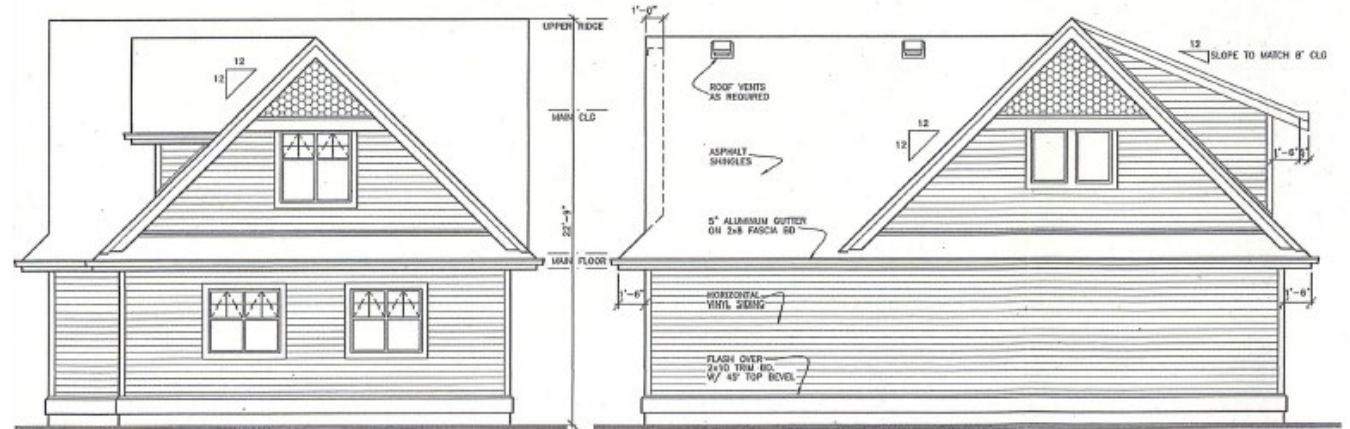 UPPER RIDGE
12
12
MAIN CLG
22'-9"
MAIN FLOOR
1'-0"
ROOF VENTS
AS REQUIRED
ASPHALT
SHINGLES
12
12
5" ALUMINUM GUTTER
ON 2x8 FASCIA BD
12
SLOPE TO MATCH 8' CLG
1'-6"
1'-6"
HORIZONTAL
VINYL SIDING
1'-6"
FLASH OVER
2x10 TRIM BD.
W/ 45° TOP BEVEL